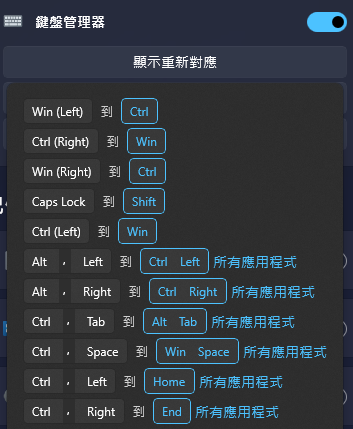 鍵盤管理器
顯示重新對應
Win (Left) 到 Ctrl
Ctrl (Right) 到 Win
Win (Right) 到 Ctrl
Caps Lock 到 Shift
Ctrl (Left) 到 Win
Alt , Left 到 Ctrl Left 所有應用程式
Alt , Right 到 Ctrl Right 所有應用程式
Ctrl , Tab 到 Alt Tab 所有應用程式
Ctrl , Space 到 Win Space 所有應用程式
Ctrl , Left 到 Home 所有應用程式
Ctrl , Right 到 End 所有應用程式